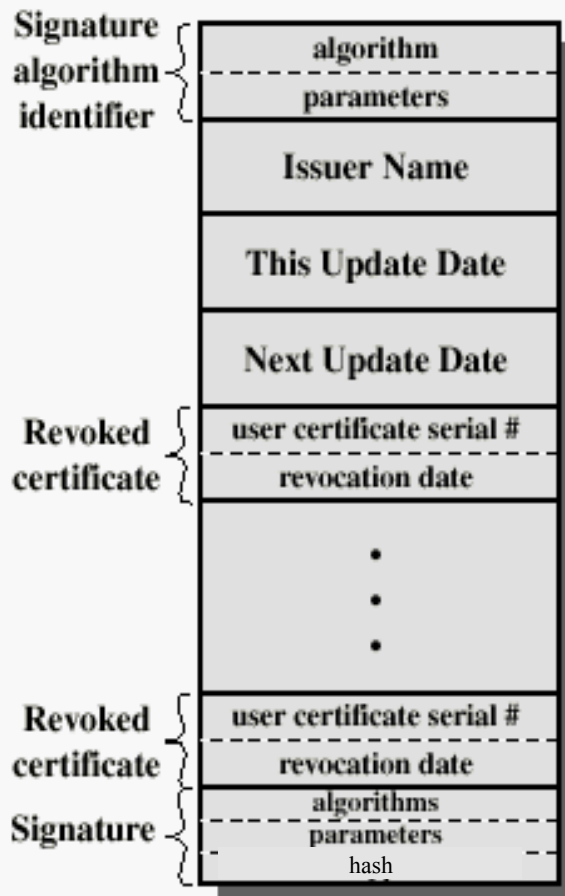 Signature
algorithm
identifier
algorithm
parameters
Issuer Name
This Update Date
Next Update Date
Revoked
certificate
user certificate serial #
revocation date
Revoked
certificate
user certificate serial #
revocation date
Signature
algorithms
parameters
hash